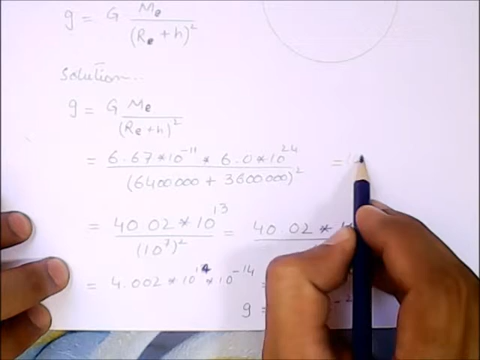 g = G Me
(Re + h)²
Solution..
g = G Me
(Re + h)²
= 6.67*10⁻¹¹ * 6.0*10²⁴ =
(6400000 + 3600000)²
= 40.02*10¹³ = 40.02*
(10⁷)²
= 4.002*10¹⁴*10⁻¹⁴ =
g =